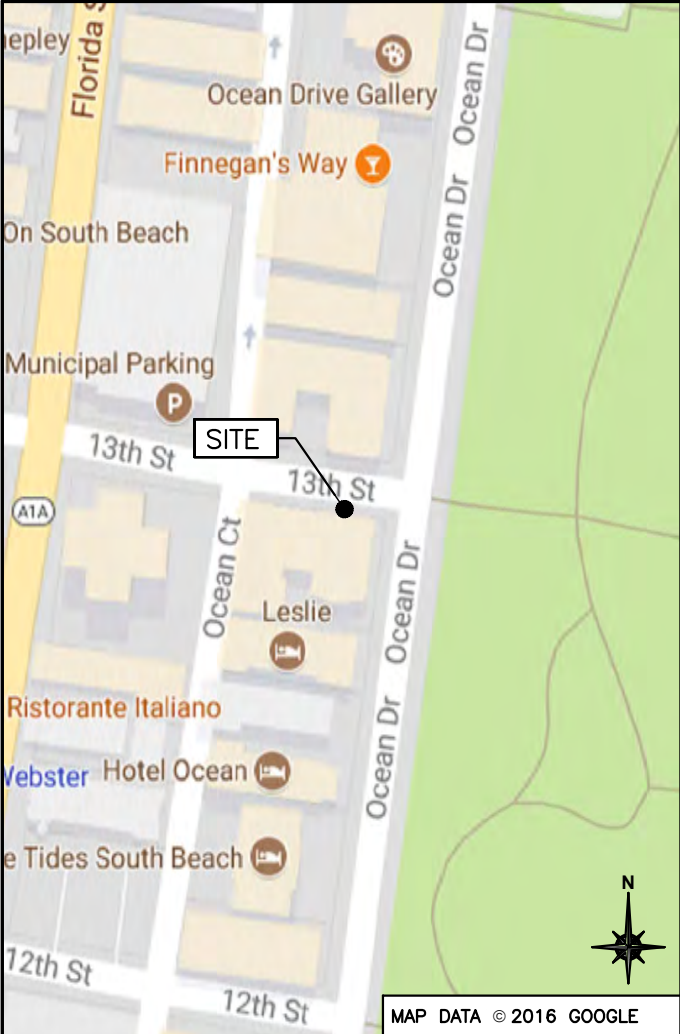 epley
Florida S
Ocean Dr
Ocean Drive Gallery
Finnegan's Way
Ocean Dr
On South Beach
Municipal Parking
P
SITE
13th St
13th St
A1A
Ocean Ct
Ocean Dr
Leslie
Ristorante Italiano
Ocean Dr
Webster
Hotel Ocean
e Tides South Beach
N
12th St
12th St
MAP DATA © 2016 GOOGLE